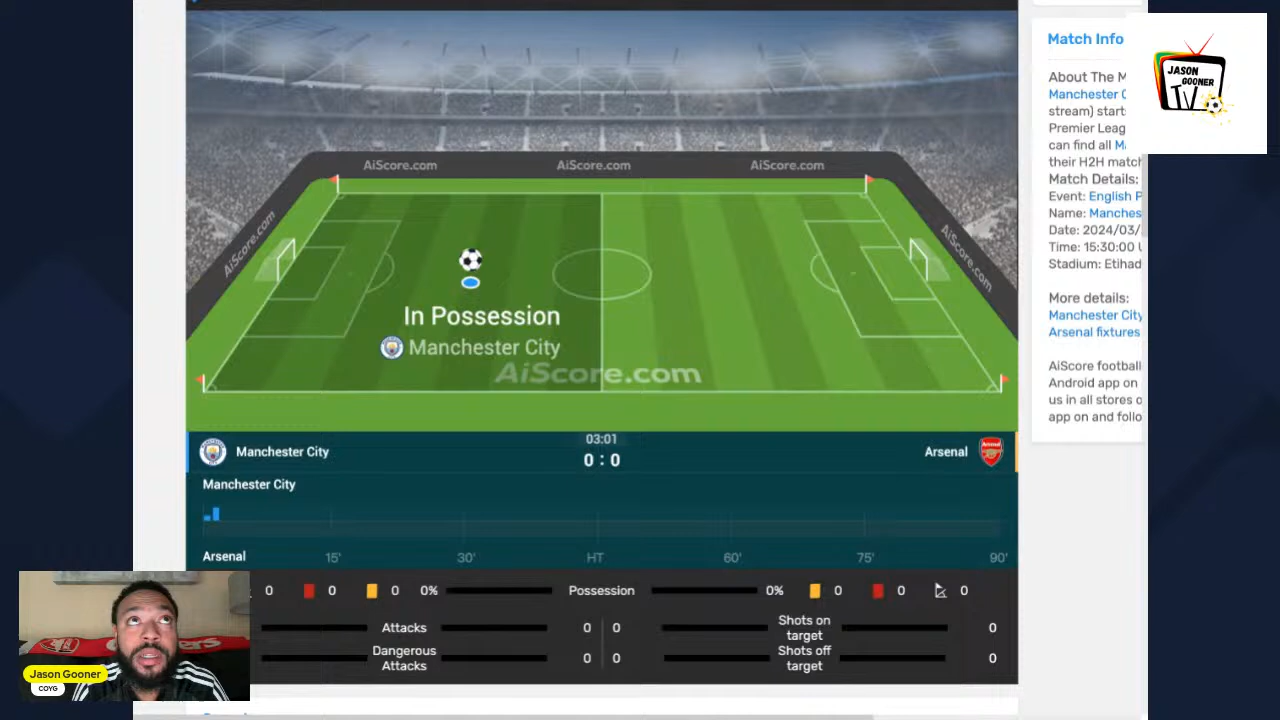 AiScore.com
AiScore.com
AiScore.com
AiScore.com
AiScore.com
In Possession
Manchester City
AiScore.com
Manchester City
03:01
0 : 0
Arsenal
Manchester City
Arsenal
15'
30'
HT
60'
75'
90'
0
0
0
0%
Possession
0%
0
0
0
Attacks
0
0
Shots on
target
0
Dangerous
Attacks
0
0
Shots off
target
0
Match Info
About The M
Manchester C
stream) start
Premier Leag
can find all M
their H2H match
Match Details:
Event: English P
Name: Manches
Date: 2024/03/
Time: 15:30:00 U
Stadium: Etihad
More details:
Manchester City
Arsenal fixtures
AiScore football
Android app on
us in all stores o
app on and follo
JASON
GOONER
TV
Jason Gooner
COYG